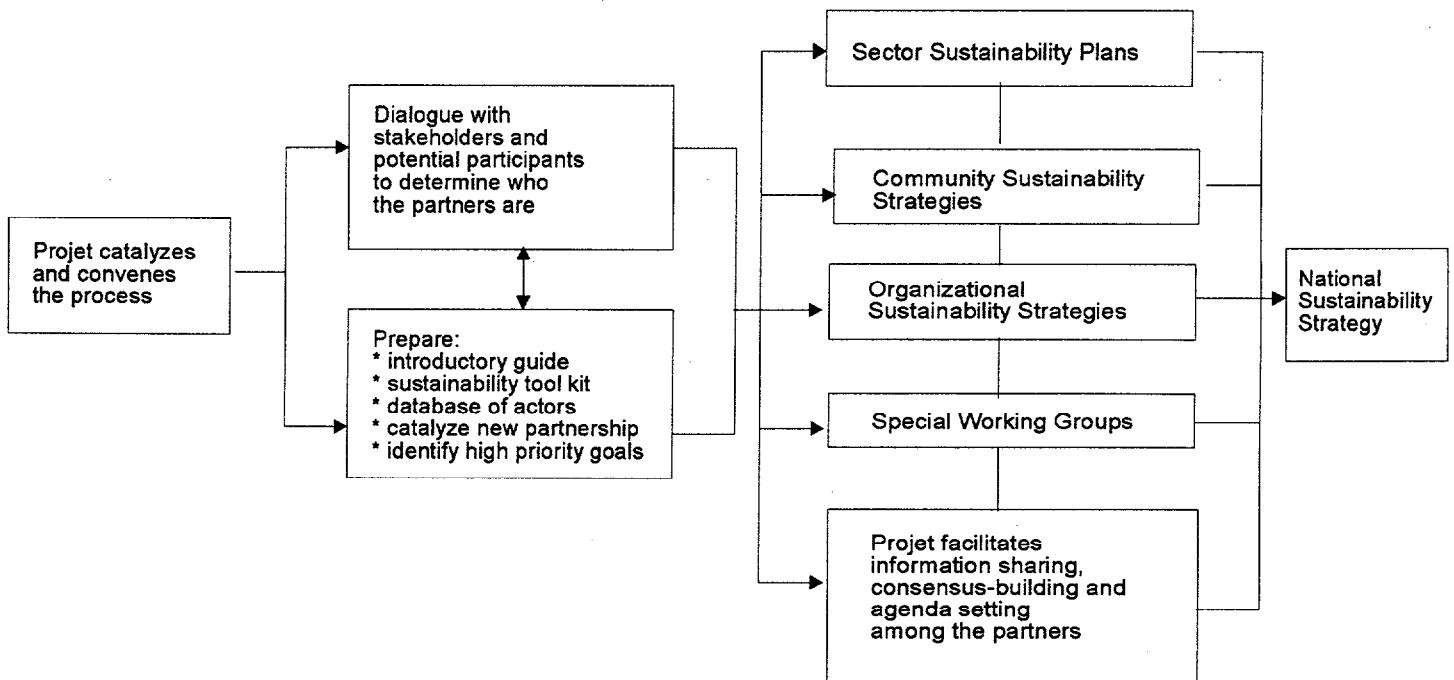 Projet catalyzes
and convenes
the process
Dialogue with
stakeholders and
potential participants
to determine who
the partners are
Prepare:
* introductory guide
* sustainability tool kit
* database of actors
* catalyze new partnership
* identify high priority goals
Sector Sustainability Plans
Community Sustainability
Strategies
Organizational
Sustainability Strategies
Special Working Groups
Projet facilitates
information sharing,
consensus-building and
agenda setting
among the partners
National
Sustainability
Strategy